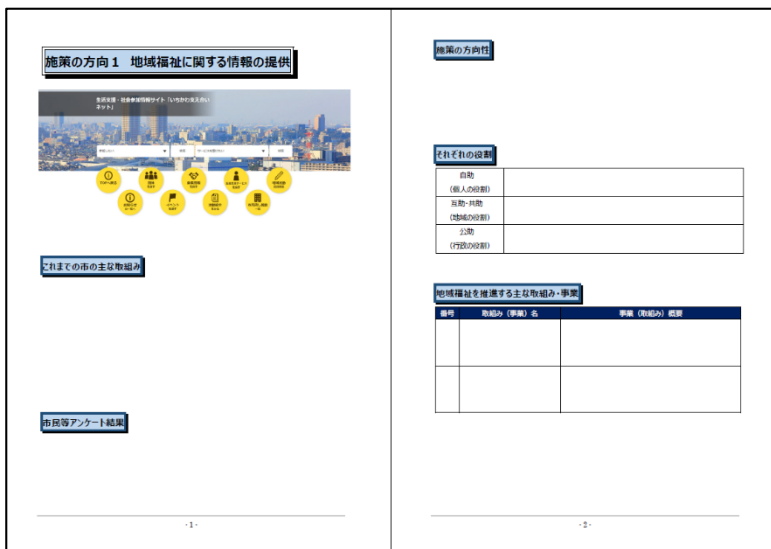 施策の方向1 地域福祉に関する情報の提供
生活支援・社会参加情報サイト「いちかわ支え合い
ネット」
これまでの市の主な取組み
市民等アンケート結果
- 1 -
施策の方向性
それぞれの役割
自助
(個人の役割)
互助・共助
(地域の役割)
公助
(行政の役割)
地域福祉を推進する主な取組み・事業
番号 取組み（事業）名 事業（取組み）概要
- 2 -